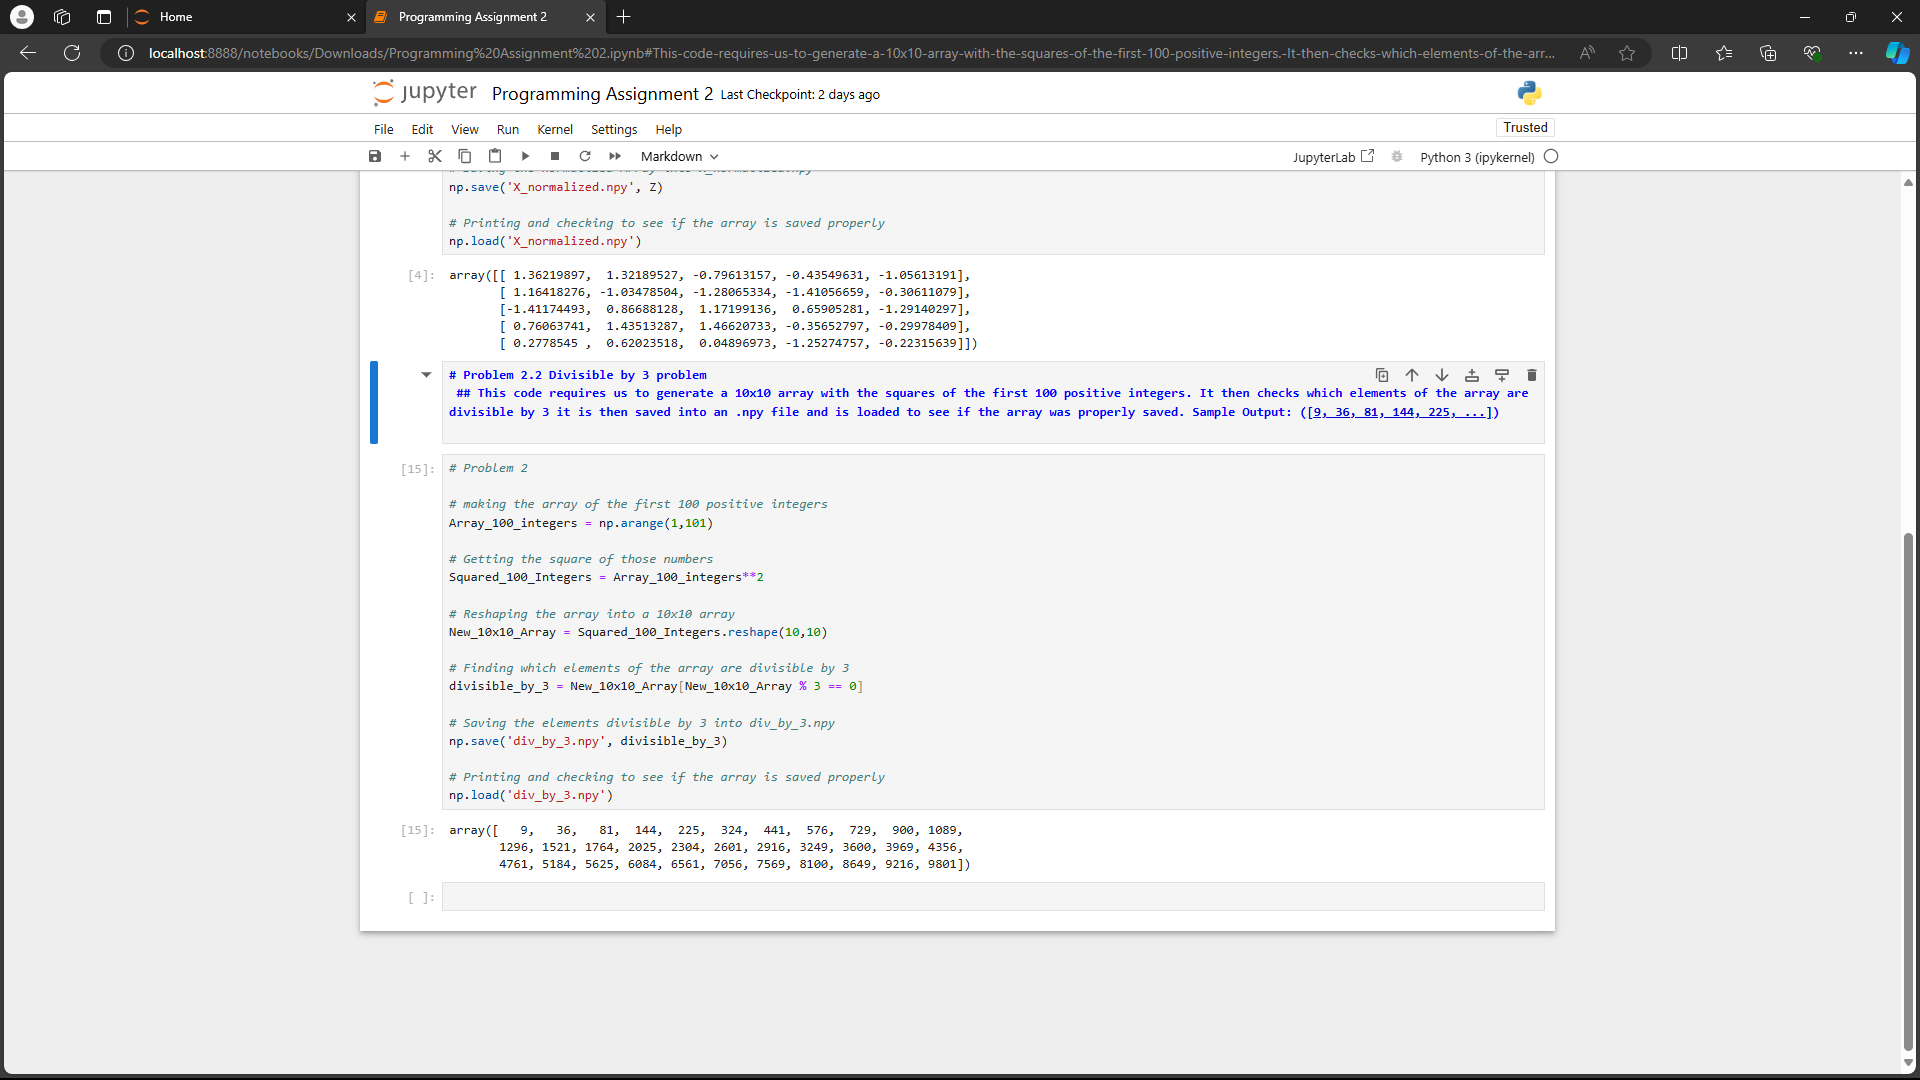 Home
Programming Assignment 2
localhost:8888/notebooks/Downloads/Programming%20Assignment%202.ipynb#This-code-requires-us-to-generate-a-10x10-array-with-the-squares-of-the-first-100-positive-integers.-It-then-checks-which-elements-of-the-arr...
jupyter Programming Assignment 2 Last Checkpoint: 2 days ago
File Edit View Run Kernel Settings Help
Trusted
Markdown
JupyterLab
Python 3 (ipykernel)
np.save('X_normalized.npy', Z)
# Printing and checking to see if the array is saved properly
np.load('X_normalized.npy')
[4]: array([[ 1.36219897, 1.32189527, -0.79613157, -0.43549631, -1.05613191],
[ 1.16418276, -1.03478504, -1.28065334, -1.41056659, -0.30611079],
[-1.41174493, 0.86688128, 1.17199136, 0.65905281, -1.29140297],
[ 0.76063741, 1.43513287, 1.46620733, -0.35652797, -0.29978409],
[ 0.2778545 , 0.62023518, 0.04896973, -1.25274757, -0.22315639]])
# Problem 2.2 Divisible by 3 problem
## This code requires us to generate a 10x10 array with the squares of the first 100 positive integers. It then checks which elements of the array are
divisible by 3 it is then saved into an .npy file and is loaded to see if the array was properly saved. Sample Output: ([9, 36, 81, 144, 225, ...])
[15]: # Problem 2
# making the array of the first 100 positive integers
Array_100_integers = np.arange(1,101)
# Getting the square of those numbers
Squared_100_Integers = Array_100_integers**2
# Reshaping the array into a 10x10 array
New_10x10_Array = Squared_100_Integers.reshape(10,10)
# Finding which elements of the array are divisible by 3
divisible_by_3 = New_10x10_Array[New_10x10_Array % 3 == 0]
# Saving the elements divisible by 3 into div_by_3.npy
np.save('div_by_3.npy', divisible_by_3)
# Printing and checking to see if the array is saved properly
np.load('div_by_3.npy')
[15]: array([ 9, 36, 81, 144, 225, 324, 441, 576, 729, 900, 1089,
1296, 1521, 1764, 2025, 2304, 2601, 2916, 3249, 3600, 3969, 4356,
4761, 5184, 5625, 6084, 6561, 7056, 7569, 8100, 8649, 9216, 9801])
[ ]: